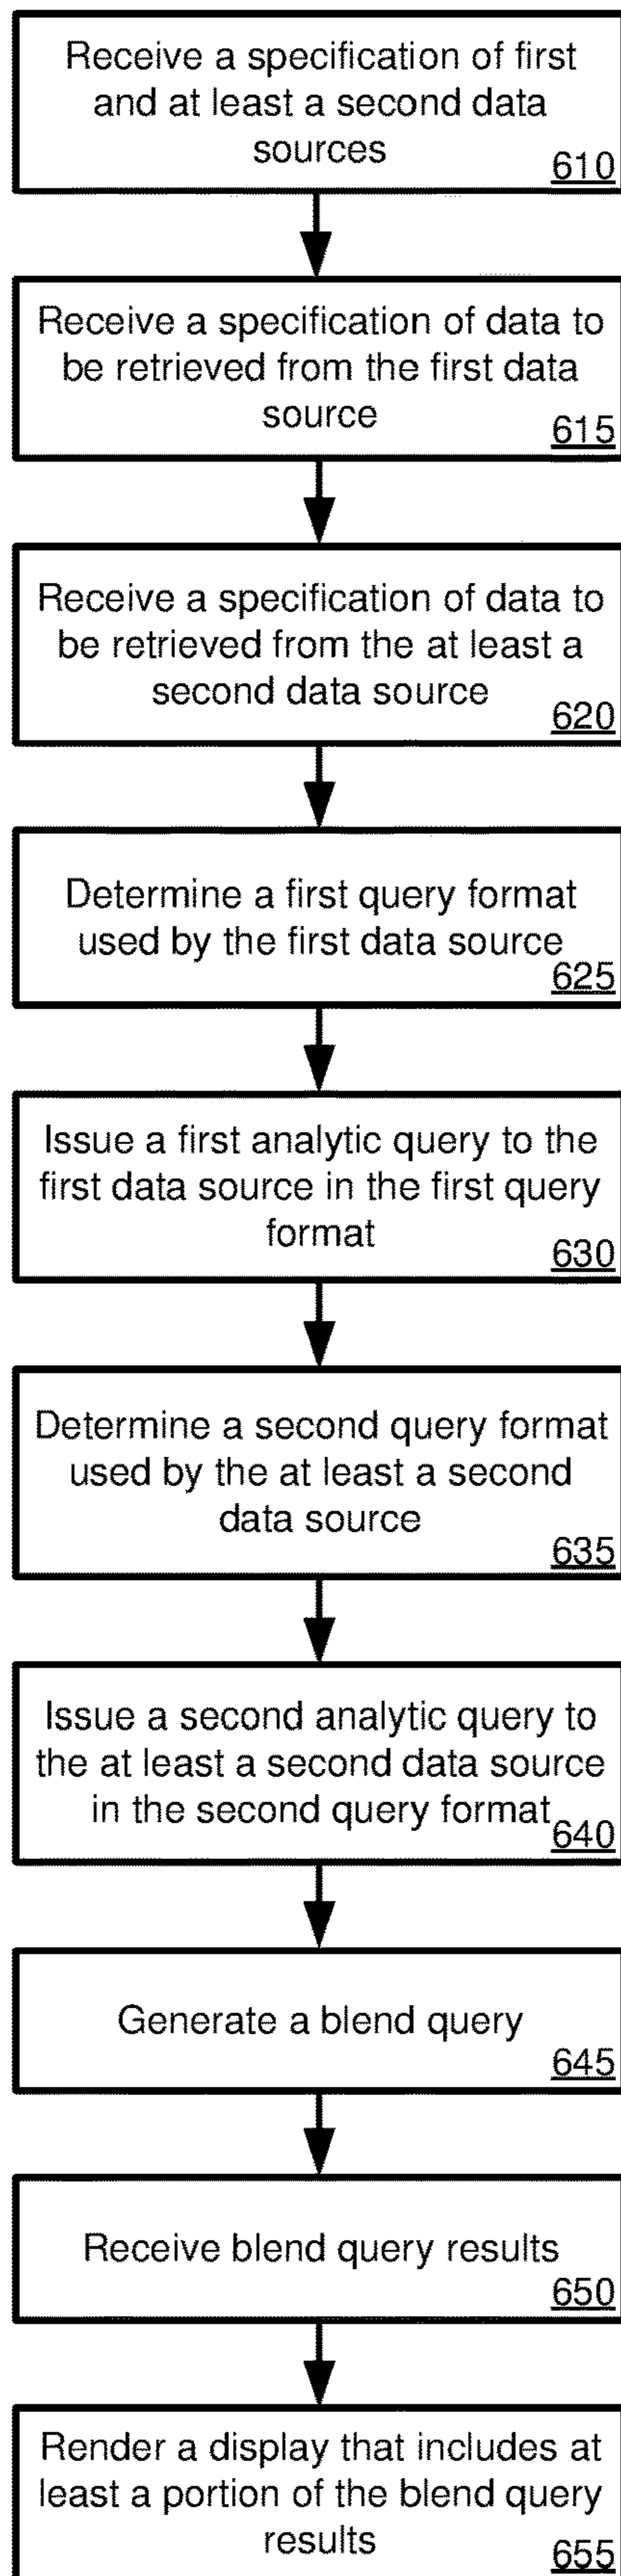 Receive a specification of first
and at least a second data
sources
610
Receive a specification of data to
be retrieved from the first data
source
615
Receive a specification of data to
be retrieved from the at least a
second data source
620
Determine a first query format
used by the first data source
625
Issue a first analytic query to the
first data source in the first query
format
630
Determine a second query format
used by the at least a second
data source
635
Issue a second analytic query to
the at least a second data source
in the second query format
640
Generate a blend query
645
Receive blend query results
650
Render a display that includes at
least a portion of the blend query
results
655